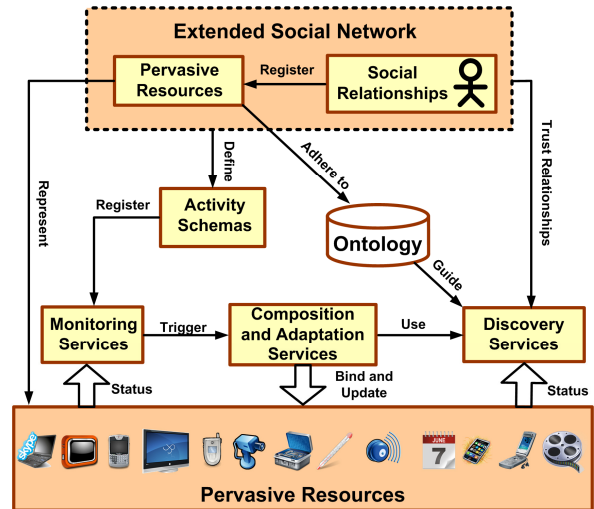 Extended Social Network
Pervasive
Resources
Register
Social
Relationships
Trust Relationships
Define
Adhere to
Represent
Register
Activity
Schemas
Ontology
Guide
Monitoring
Services
Trigger
Composition
and Adaptation
Services
Use
Discovery
Services
Status
Bind and
Update
Status
skype
JUNE
7
Pervasive Resources